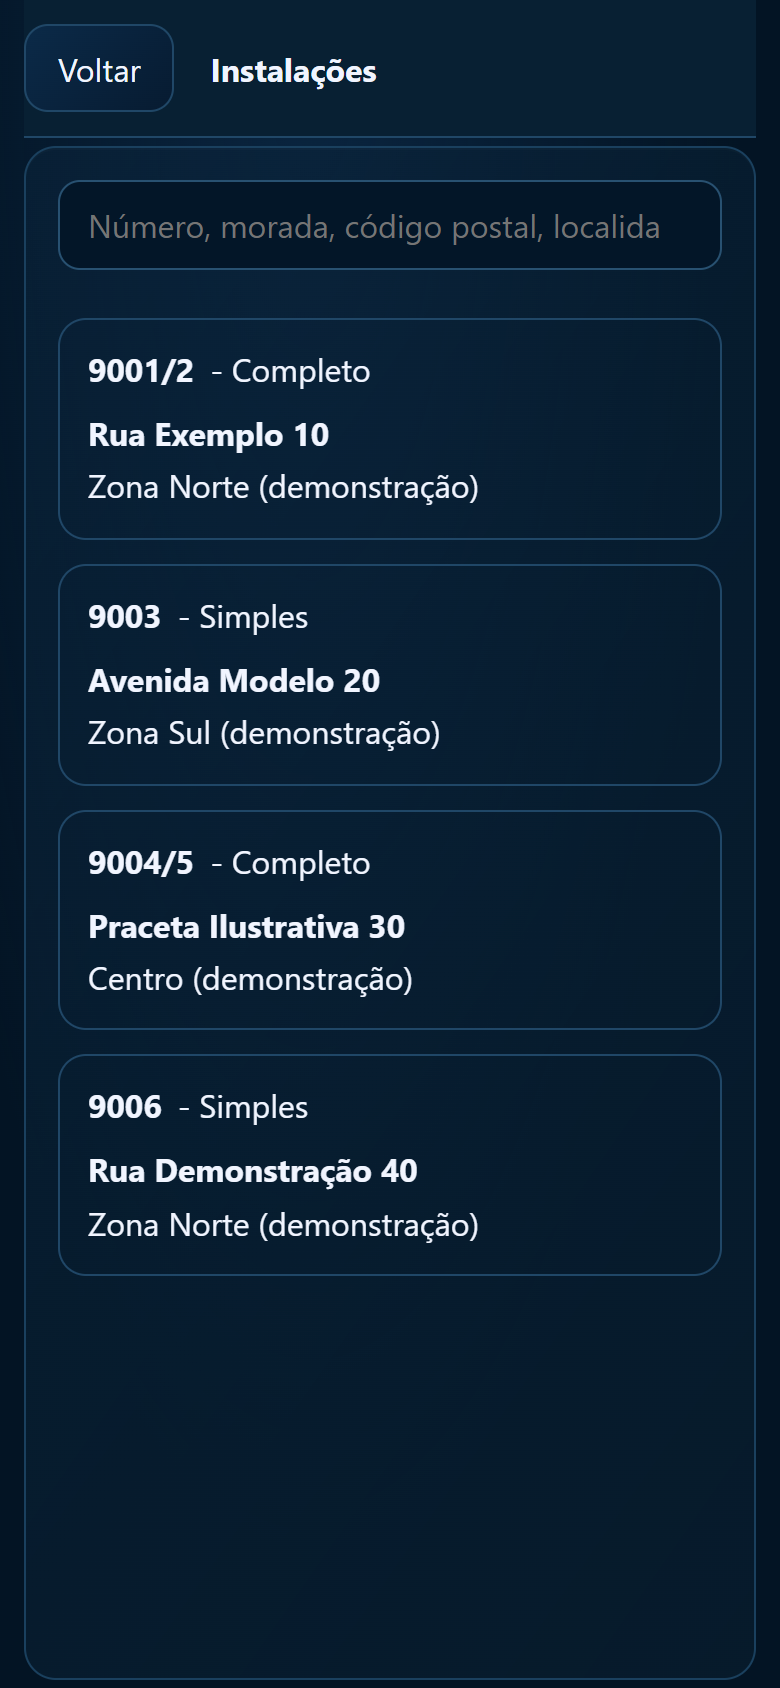 Voltar
Instalações
Número, morada, código postal, localida
9001/2 - Completo
Rua Exemplo 10
Zona Norte (demonstração)
9003 - Simples
Avenida Modelo 20
Zona Sul (demonstração)
9004/5 - Completo
Praceta Ilustrativa 30
Centro (demonstração)
9006 - Simples
Rua Demonstração 40
Zona Norte (demonstração)